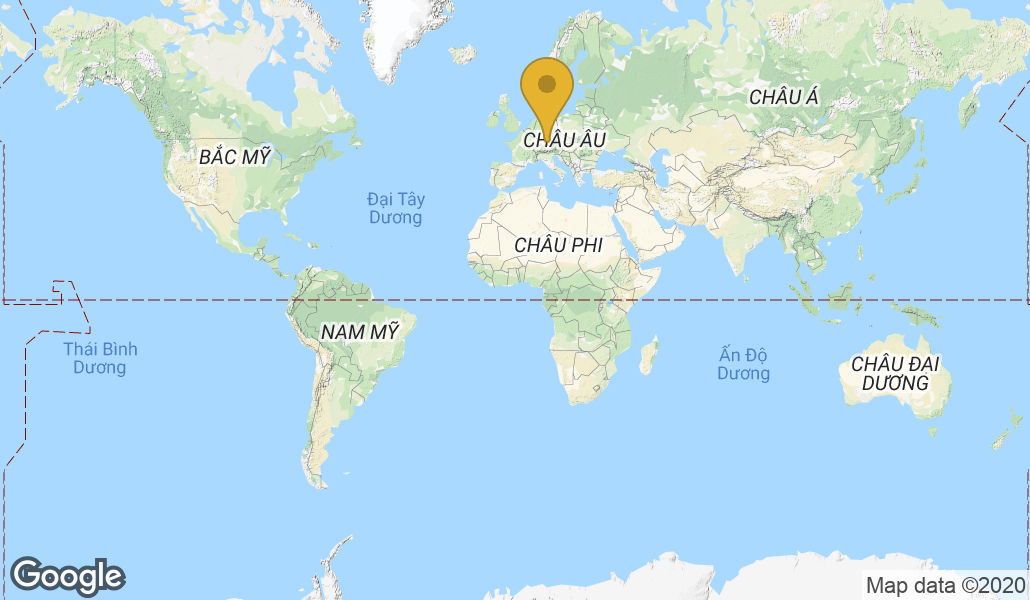 CHÂU Á
CHÂU ÂU
BẮC MỸ
Đại Tây
Dương
CHÂU PHI
NAM MỸ
Thái Bình
Dương
Ấn Độ
Dương
CHÂU ĐẠI
DƯƠNG
Google
Map data ©2020